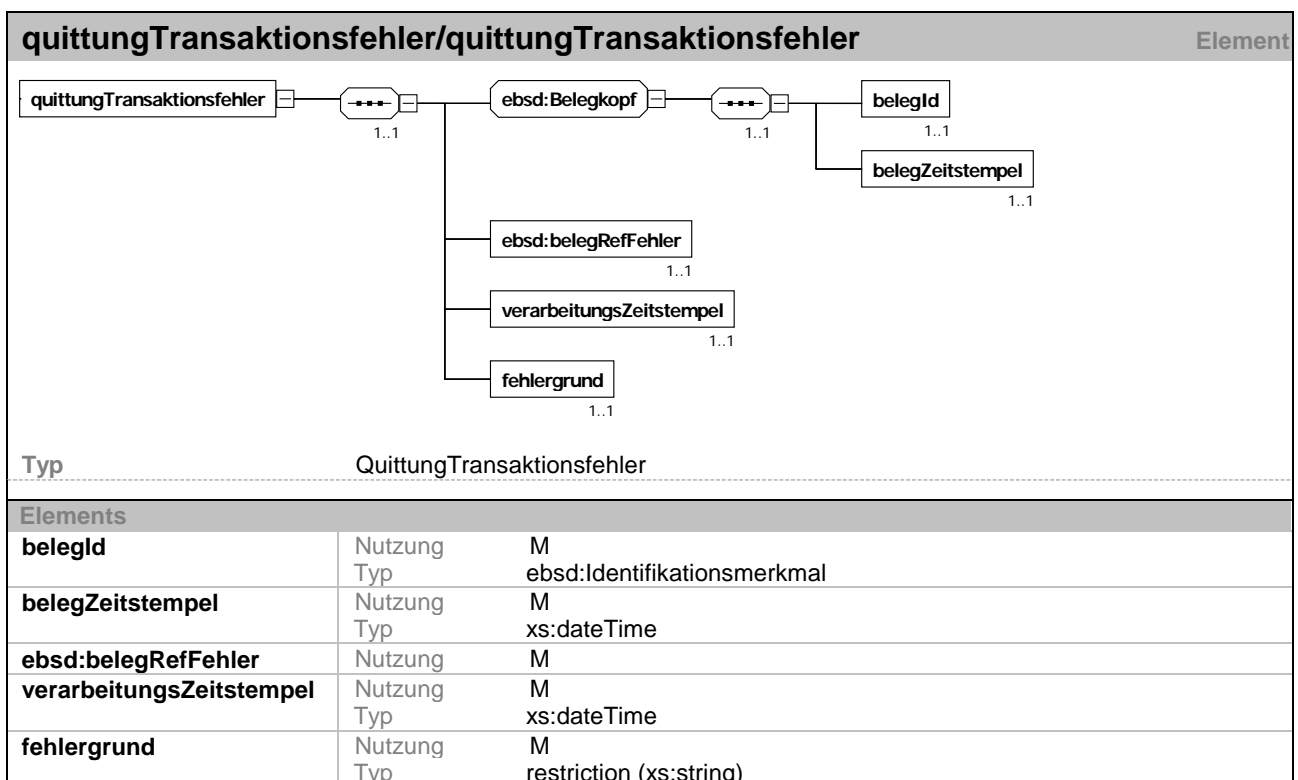 quittungTransaktionsfehler/quittungTransaktionsfehler Element
quittungTransaktionsfehler ebsd:Belegkopf belegId
1..1 1..1 1..1
belegZeitstempel
1..1
ebsd:belegRefFehler
1..1
verarbeitungsZeitstempel
1..1
fehlergrund
1..1
Typ QuittungTransaktionsfehler
Elements
belegId Nutzung M
Typ ebsd:Identifikationsmerkmal
belegZeitstempel Nutzung M
Typ xs:dateTime
ebsd:belegRefFehler Nutzung M
verarbeitungsZeitstempel Nutzung M
Typ xs:dateTime
fehlergrund Nutzung M
Typ restriction (xs:string)